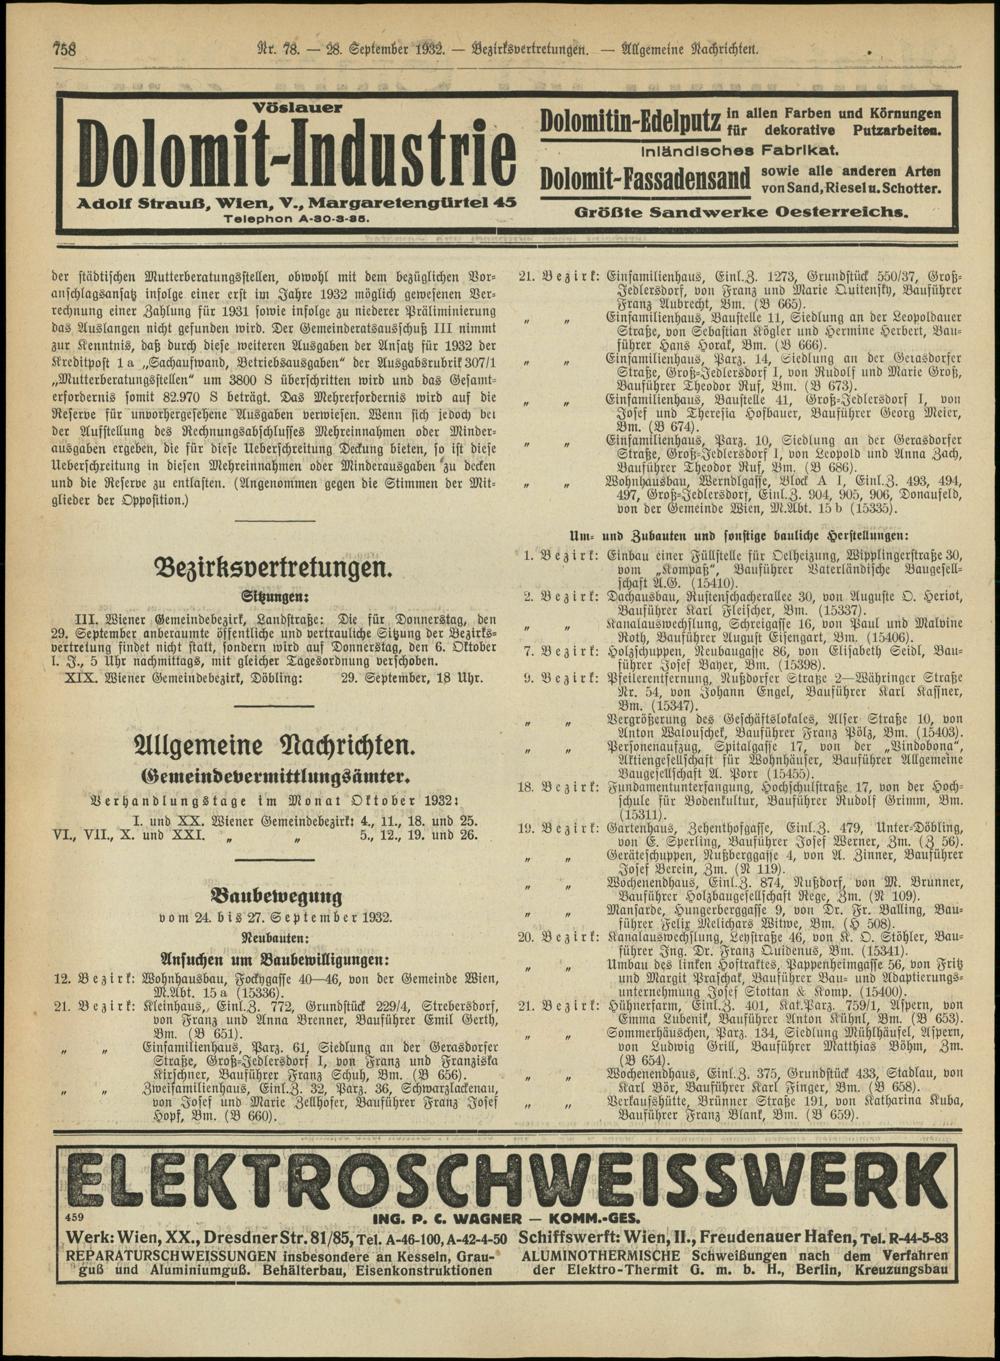 758
Nr. 78. — 28. September 1932. — Bezirksvertretungen. — Allgemeine Nachrichten.
Vöslauer
Dolomit-Industrie
Adolf Strauß, Wien, V., Margaretengürtel 45
Telephon A-30-3-85.
Dolomitin-Edelputz in allen Farben und Körnungen
für dekorative Putzarbeiten.
Inländisches Fabrikat.
Dolomit-Fassadensand sowie alle anderen Arten
von Sand, Riesel u. Schotter.
Größte Sandwerke Oesterreichs.
der städtischen Mutterberatungsstellen, obwohl mit dem bezüglichen Vor-
anschlagsansatz infolge einer erst im Jahre 1932 möglich gewesenen Ver-
rechnung einer Zahlung für 1931 sowie infolge zu niederer Präliminierung
das Auslangen nicht gefunden wird. Der Gemeinderatsausschuß III nimmt
zur Kenntnis, daß durch diese weiteren Ausgaben der Ansatz für 1932 der
Kreditpost 1 a „Sachaufwand, Betriebsausgaben" der Ausgabsrubrik 307/1
„Mutterberatungsstellen" um 3800 S überschritten wird und das Gesamt-
erfordernis somit 82.970 S beträgt. Das Mehrerfordernis wird auf die
Reserve für unvorhergesehene Ausgaben verwiesen. Wenn sich jedoch bei
der Aufstellung des Rechnungsabschlusses Mehreinnahmen oder Minder-
ausgaben ergeben, die für diese Ueberschreitung Deckung bieten, so ist diese
Ueberschreitung in diesen Mehreinnahmen oder Minderausgaben zu decken
und die Reserve zu entlasten. (Angenommen gegen die Stimmen der Mit-
glieder der Opposition.)
Bezirksvertretungen.
Sitzungen:
III. Wiener Gemeindebezirk, Landstraße: Die für Donnerstag, den
29. September anberaumte öffentliche und vertrauliche Sitzung der Bezirks-
vertretung findet nicht statt, sondern wird auf Donnerstag, den 6. Oktober
l. J., 5 Uhr nachmittags, mit gleicher Tagesordnung verschoben.
XIX. Wiener Gemeindebezirk, Döbling: 29. September, 18 Uhr.
Allgemeine Nachrichten.
Gemeindevermittlungsämter.
Verhandlungstage im Monat Oktober 1932:
I. und XX. Wiener Gemeindebezirk: 4., 11., 18. und 25.
VI., VII., X. und XXI. „ „ 5., 12., 19. und 26.
Baubewegung
vom 24. bis 27. September 1932.
Neubauten:
Ansuchen um Baubewilligungen:
12. Bezirk: Wohnhausbau, Fockygasse 40—46, von der Gemeinde Wien,
M.Abt. 15 a (15336).
21. Bezirk: Kleinhaus, Einl.Z. 772, Grundstück 229/4, Strebersdorf,
von Franz und Anna Brenner, Bauführer Emil Gerth,
Bm. (B 651).
„ „ Einfamilienhaus, Parz. 61, Siedlung an der Gerasdorfer
Straße, Groß-Jedlersdorf I, von Franz und Franziska
Kirschner, Bauführer Franz Schuh, Bm. (B 656).
„ „ Zweifamilienhaus, Einl.Z. 32, Parz. 36, Schwarzlackenau,
von Josef und Marie Zellhofer, Bauführer Franz Josef
Hopf, Bm. (B 660).
21. Bezirk: Einfamilienhaus, Einl.Z. 1273, Grundstück 550/37, Groß-
Jedlersdorf, von Franz und Marie Quitensky, Bauführer
Franz Aubrecht, Bm. (B 665).
„ „ Einfamilienhaus, Baustelle 11, Siedlung an der Leopoldauer
Straße, von Sebastian Kögler und Hermine Herbert, Bau-
führer Hans Horak, Bm. (B 666).
„ „ Einfamilienhaus, Parz. 14, Siedlung an der Gerasdorfer
Straße, Groß-Jedlersdorf I, von Rudolf und Marie Groß,
Bauführer Theodor Ruf, Bm. (B 673).
„ „ Einfamilienhaus, Baustelle 41, Groß-Jedlersdorf I, von
Josef und Theresia Hofbauer, Bauführer Georg Meier,
Bm. (B 674).
„ „ Einfamilienhaus, Parz. 10, Siedlung an der Gerasdorfer
Straße, Groß-Jedlersdorf I, von Leopold und Anna Zach,
Bauführer Theodor Ruf, Bm. (B 686).
„ „ Wohnhausbau, Werndlgasse, Block A I, Einl.Z. 493, 494,
497, Groß-Jedlersdorf, Einl.Z. 904, 905, 906, Donaufeld,
von der Gemeinde Wien, M.Abt. 15 b (15335).
Um- und Zubauten und sonstige bauliche Herstellungen:
1. Bezirk: Einbau einer Füllstelle für Oelheizung, Wipplingerstraße 30,
vom „Kompaß", Bauführer Vaterländische Baugesell-
schaft A.G. (15410).
2. Bezirk: Dachausbau, Rustenschacherallee 30, von Auguste O. Heriot,
Bauführer Karl Fleischer, Bm. (15337).
„ „ Kanalauswechslung, Schreigasse 16, von Paul und Malvine
Roth, Bauführer August Eisengart, Bm. (15406).
7. Bezirk: Holzschuppen, Neubaugasse 86, von Elisabeth Seidl, Bau-
führer Josef Bayer, Bm. (15398).
9. Bezirk: Pfeilerentfernung, Nußdorfer Straße 2—Währinger Straße
Nr. 54, von Johann Engel, Bauführer Karl Kassner,
Bm. (15347).
„ „ Vergrößerung des Geschäftslokales, Alser Straße 10, von
Anton Walouschek, Bauführer Franz Pölz, Bm. (15403).
„ „ Personenaufzug, Spitalgasse 17, von der „Vindobona",
Aktiengesellschaft für Wohnhäuser, Bauführer Allgemeine
Baugesellschaft A. Porr (15455).
18. Bezirk: Fundamentunterfangung, Hochschulstraße 17, von der Hoch-
schule für Bodenkultur, Bauführer Rudolf Grimm, Bm.
(15311).
19. Bezirk: Gartenhaus, Zehenthofgasse, Einl.Z. 479, Unter-Döbling,
von E. Sperling, Bauführer Josef Werner, Zm. (Z 56).
„ „ Geräteschuppen, Nußberggasse 4, von A. Zinner, Bauführer
Josef Berein, Zm. (N 119).
„ „ Wochenendhaus, Einl.Z. 874, Nußdorf, von M. Brunner,
Bauführer Holzbaugesellschaft Rege, Zm. (N 109).
„ „ Mansarde, Hungerberggasse 9, von Dr. Fr. Balling, Bau-
führer Felix Melichars Witwe, Bm. (H 508).
20. Bezirk: Kanalauswechslung, Leystraße 46, von K. O. Stöhler, Bau-
führer Ing. Dr. Franz Quidenus, Bm. (15341).
„ „ Umbau des linken Hoftraktes, Pappenheimgasse 56, von Fritz
und Margit Praschak, Bauführer Bau- und Adaptierungs-
unternehmung Josef Stottan & Komp. (15400).
21. Bezirk: Hühnerfarm, Einl.Z. 401, Kat.Parz. 759/1, Aspern, von
Emma Lubenik, Bauführer Anton Kühnl, Bm. (B 653).
„ „ Sommerhäuschen, Parz. 134, Siedlung Mühlhäufel, Aspern,
von Ludwig Grill, Bauführer Matthias Böhm, Zm.
(B 654).
„ „ Wochenendhaus, Einl.Z. 375, Grundstück 433, Stadlau, von
Karl Bör, Bauführer Karl Finger, Bm. (B 658).
„ „ Verkaufshütte, Brünner Straße 191, von Katharina Kuba,
Bauführer Franz Blank, Bm. (B 659).
ELEKTROSCHWEISSWERK
459
ING. P. C. WAGNER — KOMM.-GES.
Werk: Wien, XX., Dresdner Str. 81/85, Tel. A-46-100, A-42-4-50
REPARATURSCHWEISSUNGEN insbesondere an Kesseln, Grau-
guß und Aluminiumguß. Behälterbau, Eisenkonstruktionen
Schiffswerft: Wien, II., Freudenauer Hafen, Tel. R-44-5-83
ALUMINOTHERMISCHE Schweißungen nach dem Verfahren
der Elektro-Thermit G. m. b. H., Berlin, Kreuzungsbau